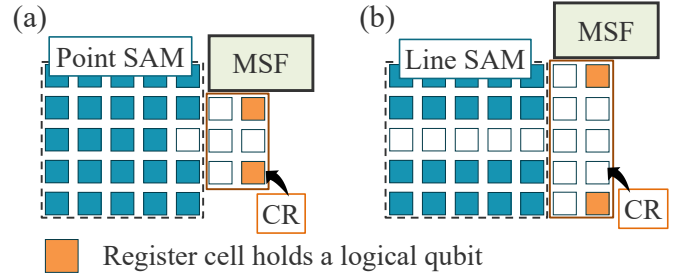 (a)
Point SAM
MSF
CR
(b)
Line SAM
MSF
CR
Register cell holds a logical qubit